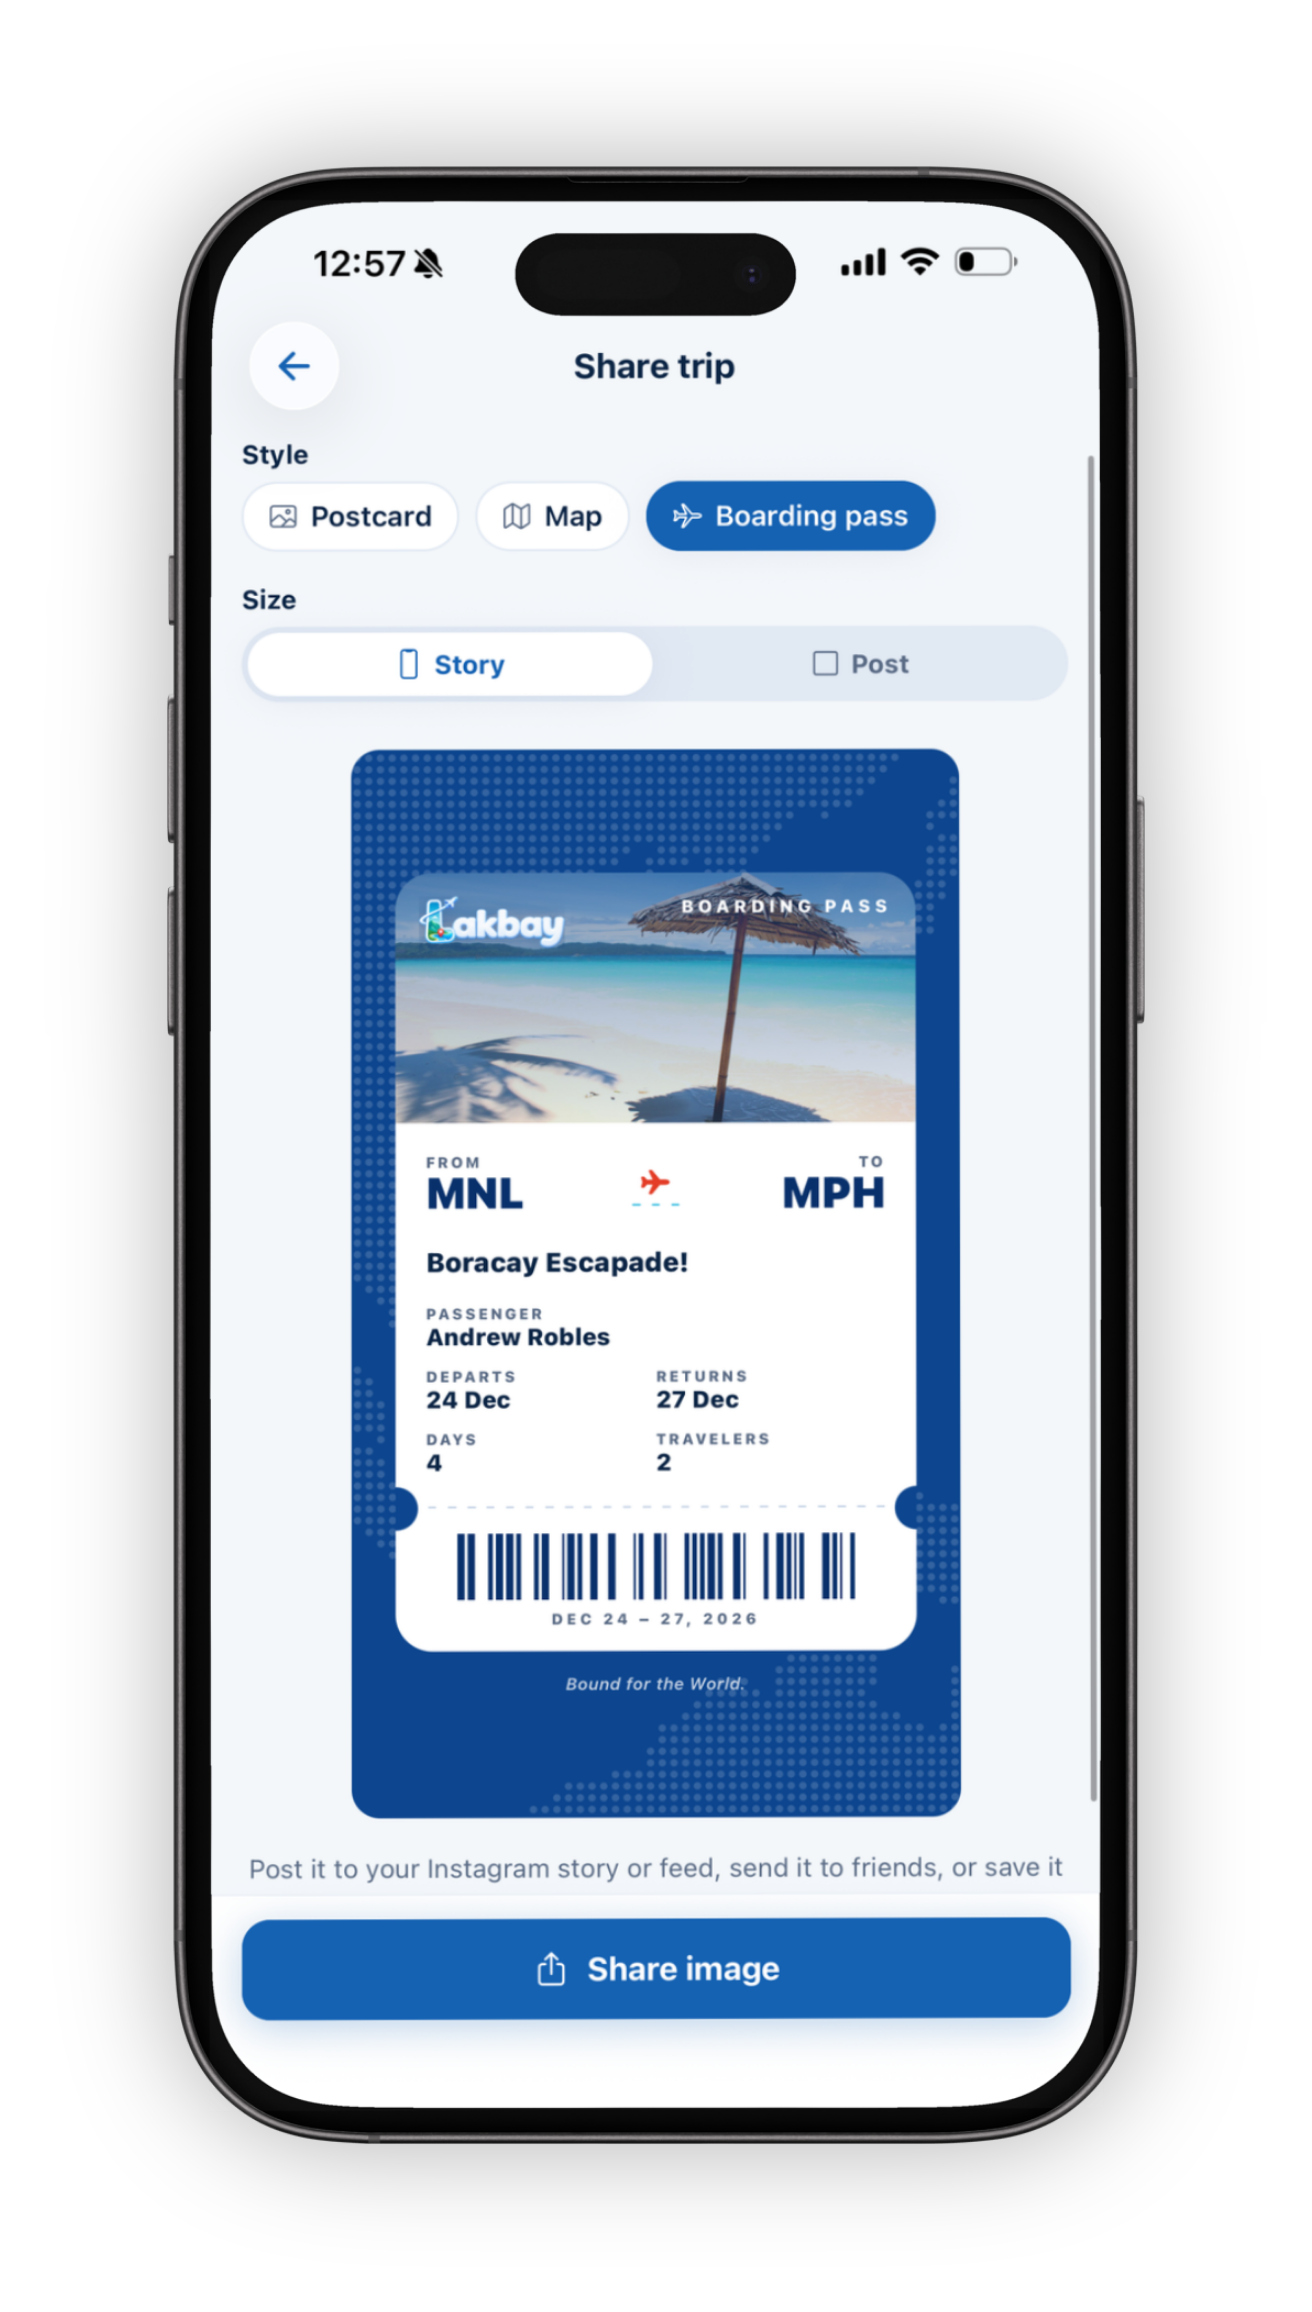 12:57
Share trip
Style
Postcard
Map
Boarding pass
Size
Story
Post
Lakbay
BOARDING PASS
FROM
TO
MNL
MPH
Boracay Escapade!
PASSENGER
Andrew Robles
DEPARTS
RETURNS
24 Dec
27 Dec
DAYS
TRAVELERS
4
2
DEC 24 – 27, 2026
Bound for the World.
Post it to your Instagram story or feed, send it to friends, or save it
Share image